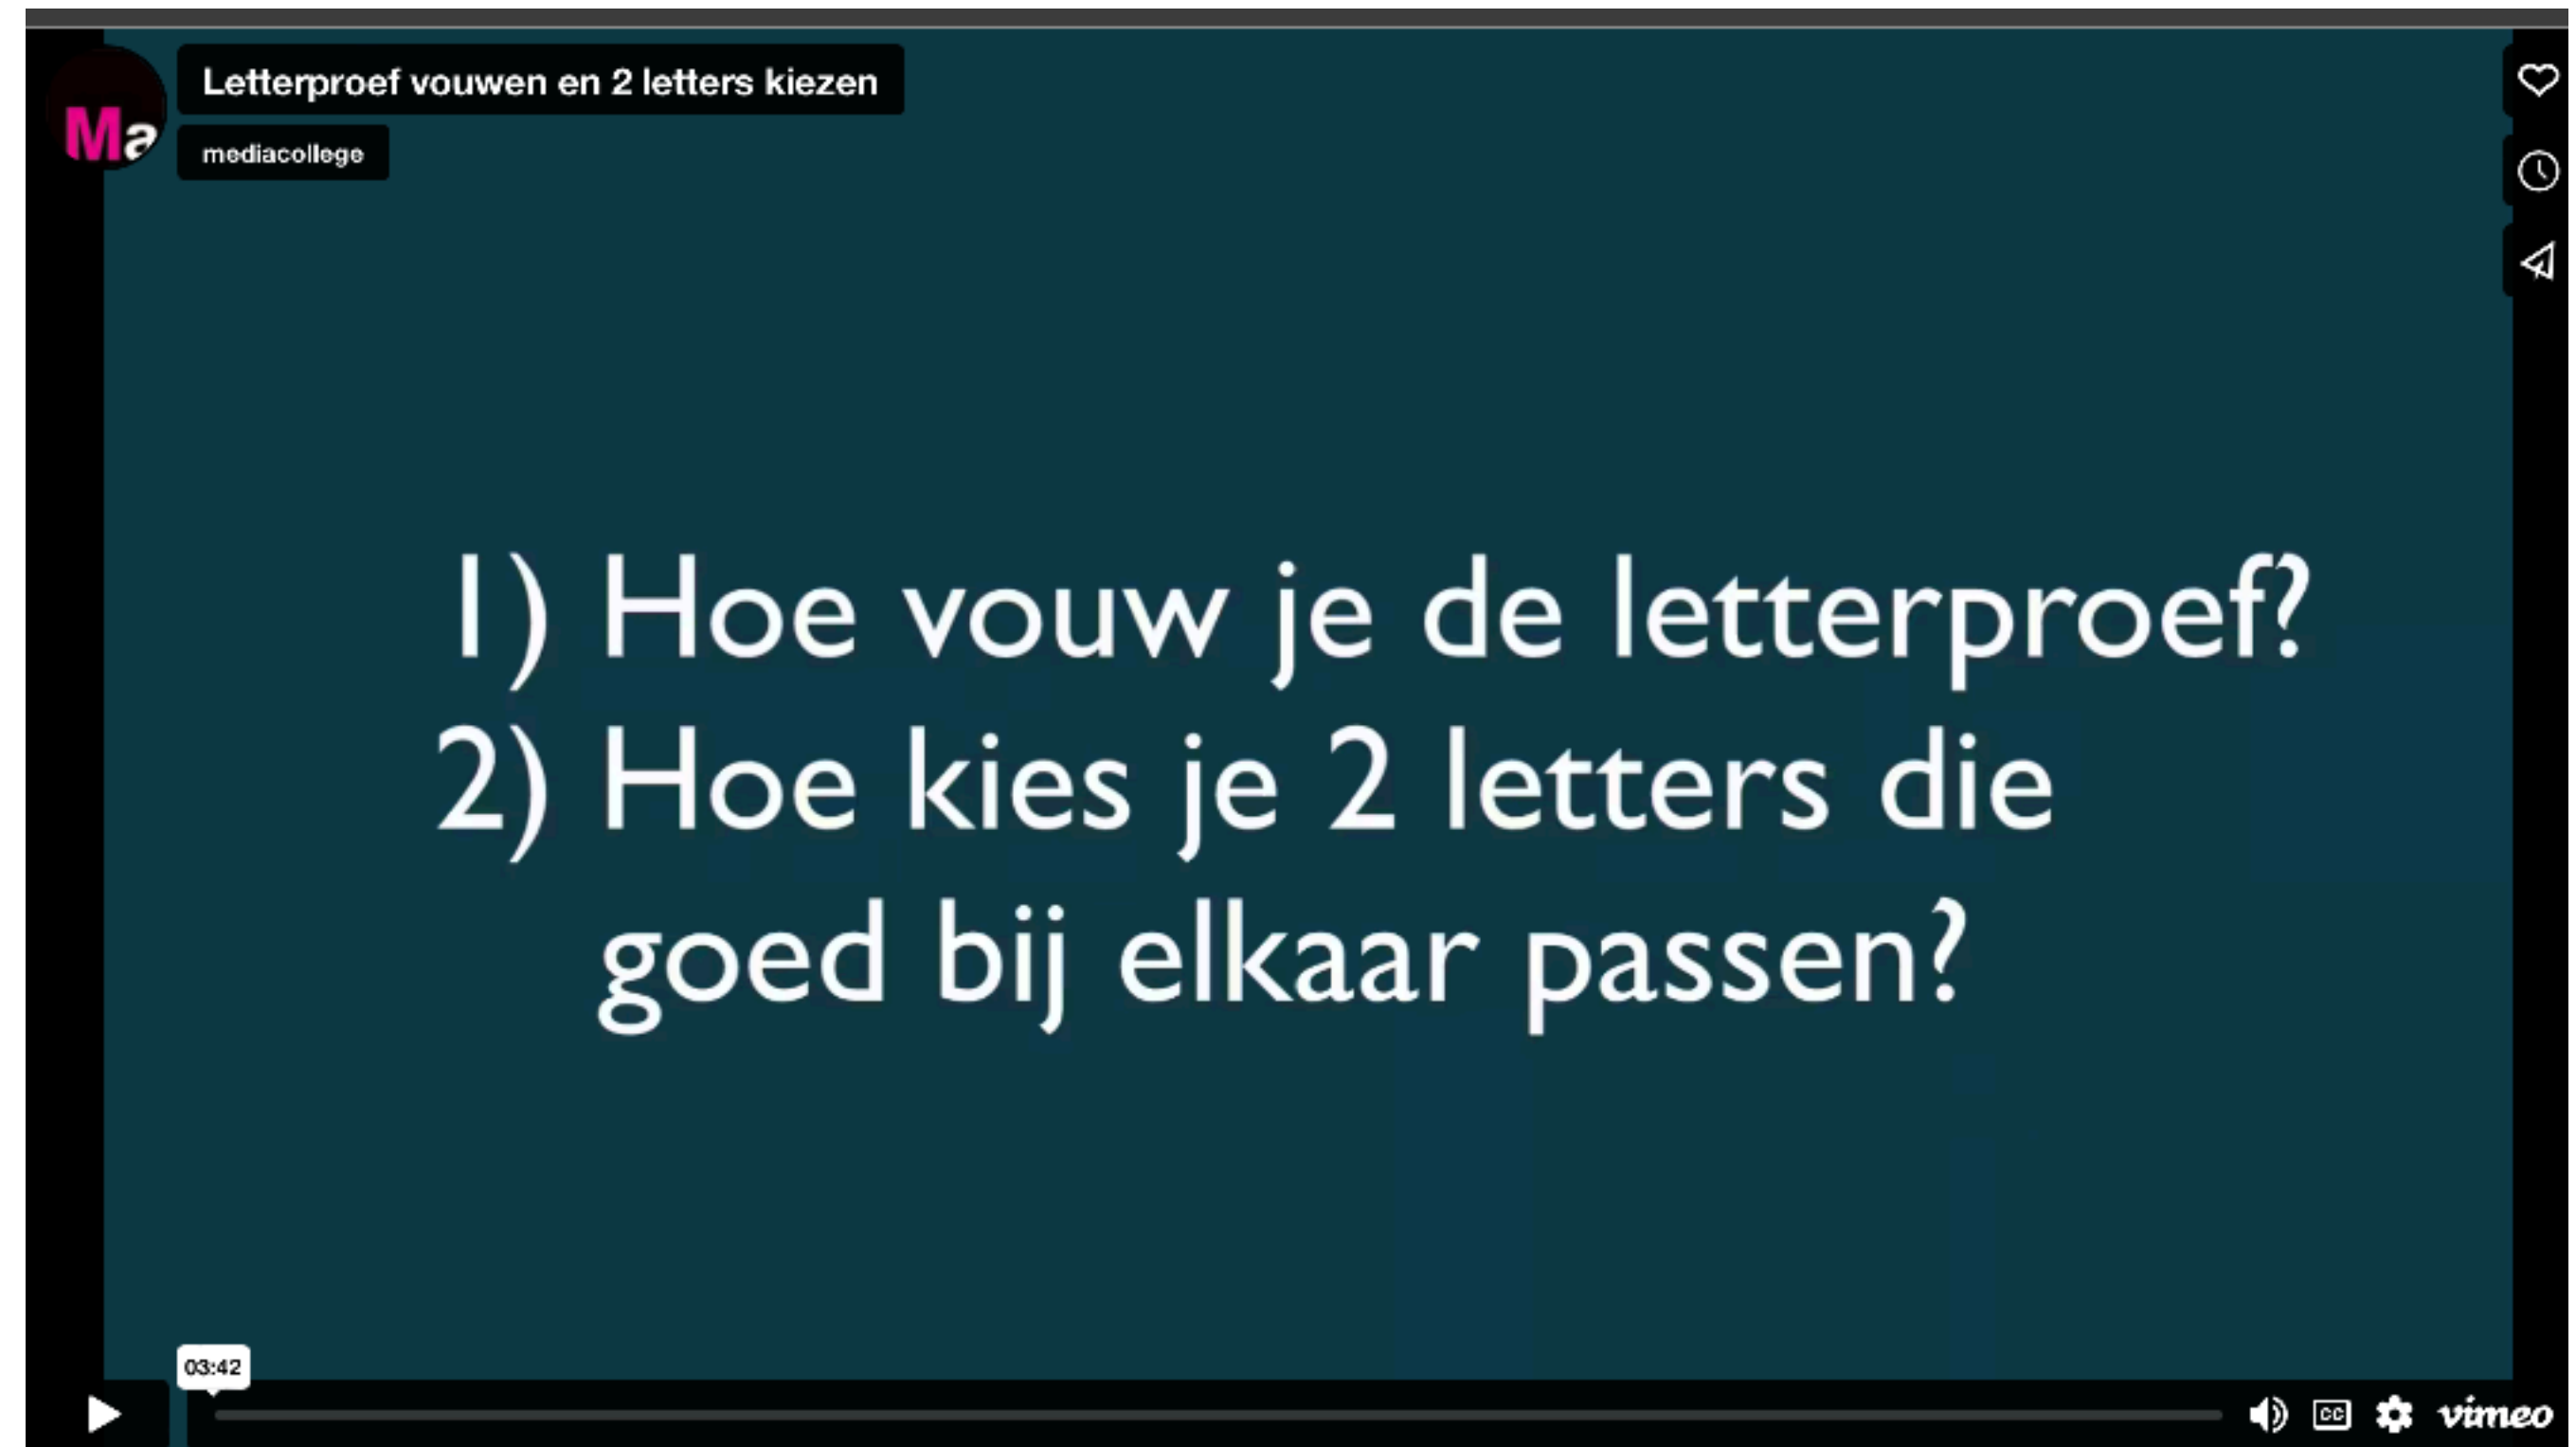 Letterproef vouwen en 2 letters kiezen
Ma
mediacollege
1) Hoe vouw je de letterproef?
2) Hoe kies je 2 letters die
goed bij elkaar passen?
03:42
CC
vimeo